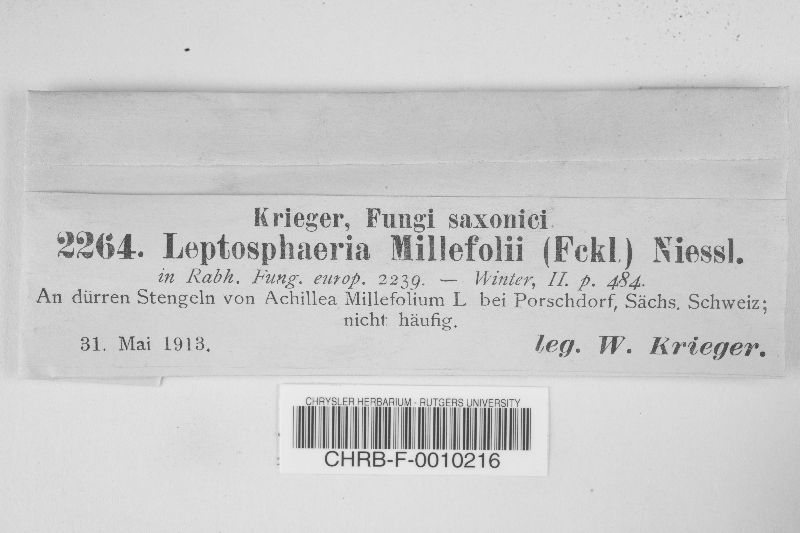 Krieger, Fungi saxonici.
2264. Leptosphaeria Millefolii (Fckl.) Niessl.
in Rabh. Fung. europ. 2239. — Winter, II. p. 484.
An dürren Stengeln von Achillea Millefolium L bei Porschdorf, Sächs. Schweiz;
nicht häufig.
31. Mai 1913. leg. W. Krieger.
CHRYSLER HERBARIUM - RUTGERS UNIVERSITY
CHRB-F-0010216